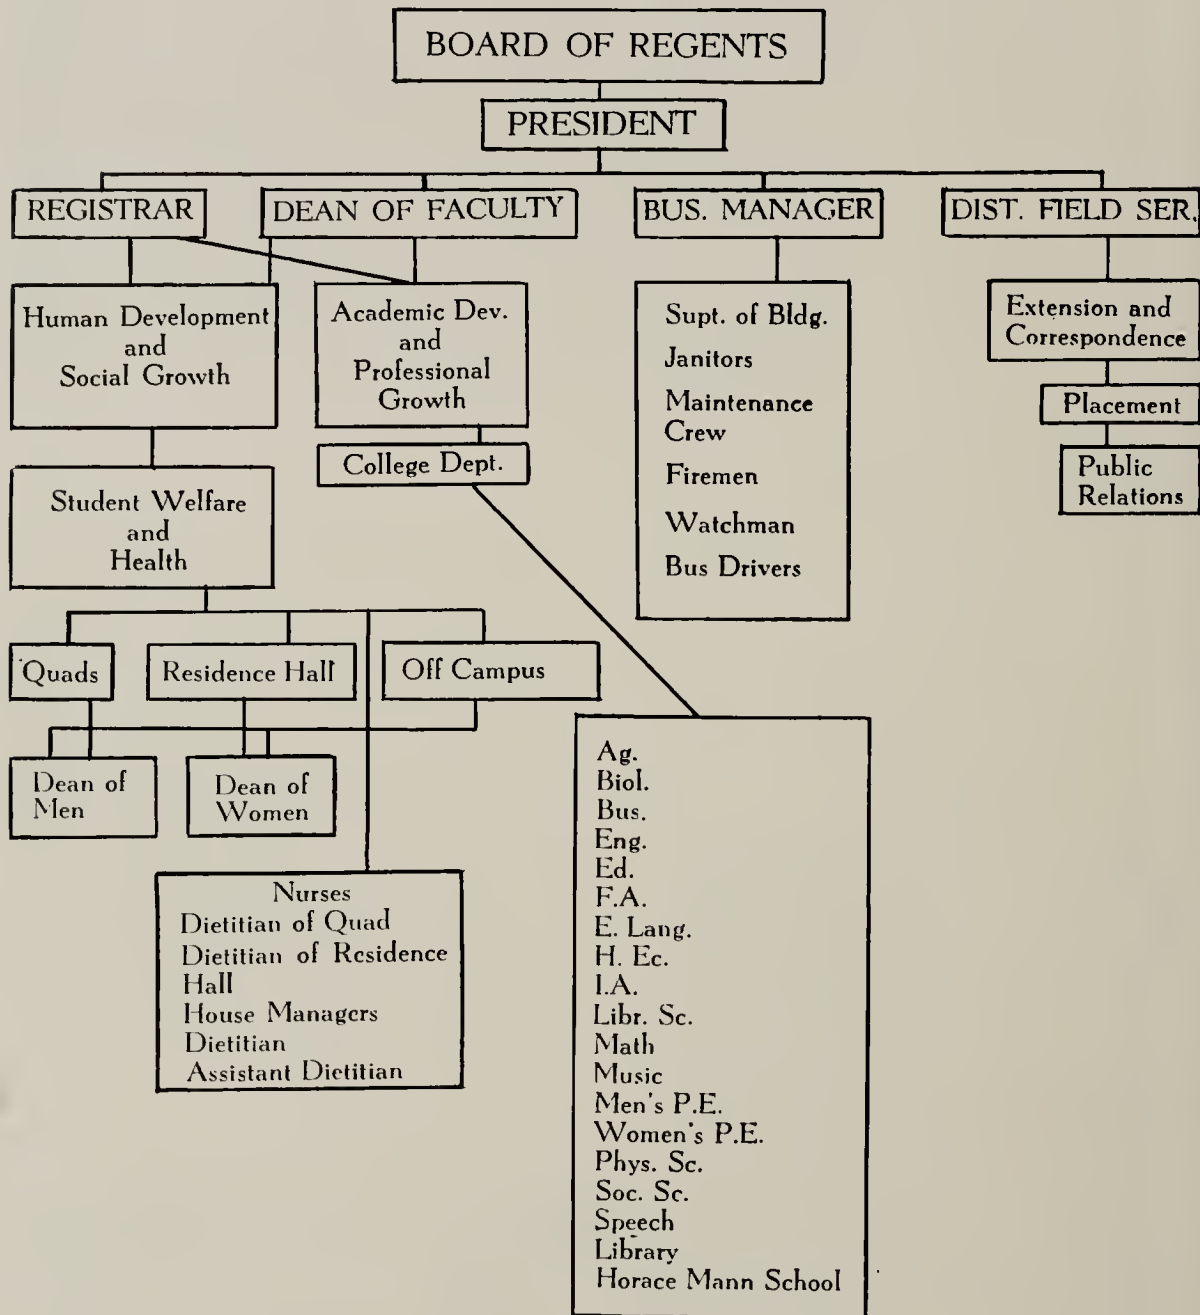 BOARD OF REGENTS
PRESIDENT
REGISTRAR
DEAN OF FACULTY
BUS. MANAGER
DIST. FIELD SER.
Human Development
and
Social Growth
Academic Dev.
and
Professional
Growth
Supt. of Bldg.
Janitors
Maintenance
Crew
Firemen
Watchman
Bus Drivers
Extension and
Correspondence
Placement
Public
Relations
College Dept.
Student Welfare
and
Health
Quads
Residence Hall
Off Campus
Dean of
Men
Dean of
Women
Nurses
Dietitian of Quad
Dietitian of Residence
Hall
House Managers
Dietitian
Assistant Dietitian
Ag.
Biol.
Bus.
Eng.
Ed.
F.A.
E. Lang.
H. Ec.
I.A.
Libr. Sc.
Math
Music
Men's P.E.
Women's P.E.
Phys. Sc.
Soc. Sc.
Speech
Library
Horace Mann School